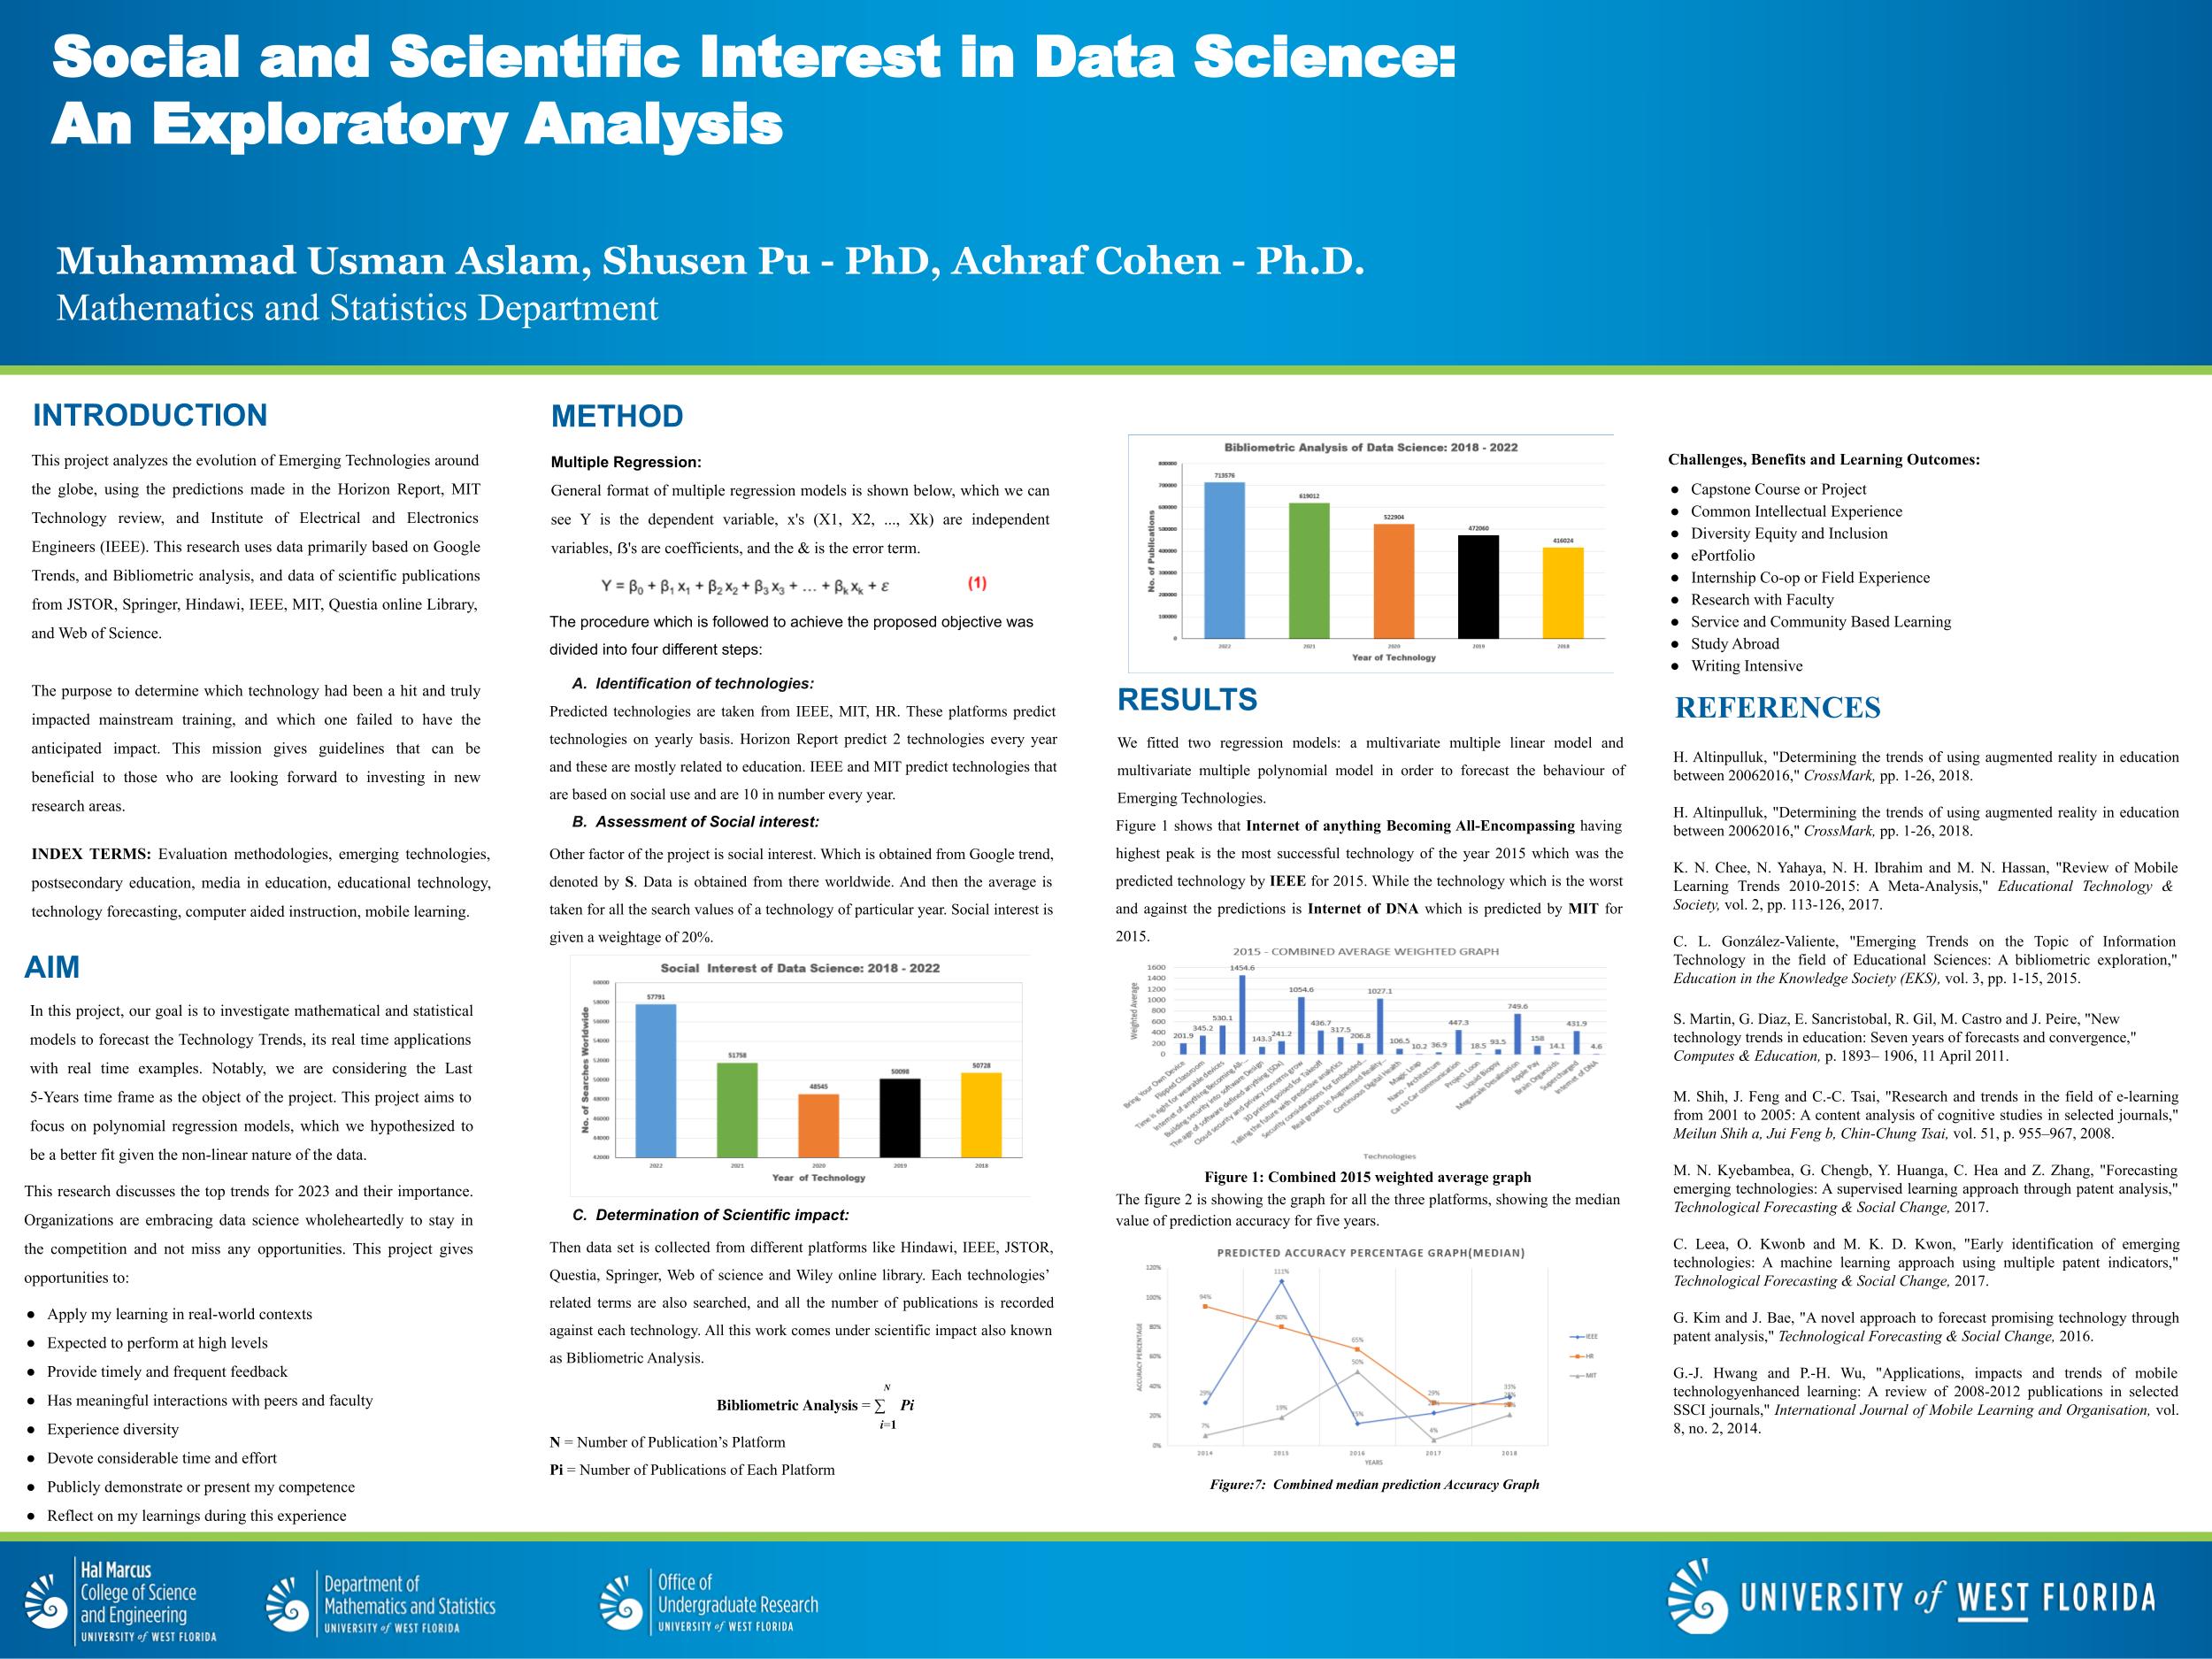 Social and Scientific Interest in Data Science:
An Exploratory Analysis
Muhammad Usman Aslam, Shusen Pu - PhD, Achraf Cohen - Ph.D.
Mathematics and Statistics Department
INTRODUCTION
This project analyzes the evolution of Emerging Technologies around
the globe, using the predictions made in the Horizon Report, MIT
Technology review, and Institute of Electrical and Electronics
Engineers (IEEE). This research uses data primarily based on Google
Trends, and Bibliometric analysis, and data of scientific publications
from JSTOR, Springer, Hindawi, IEEE, MIT, Questia online Library,
and Web of Science.
The purpose to determine which technology had been a hit and truly
impacted mainstream training, and which one failed to have the
anticipated impact. This mission gives guidelines that can be
beneficial to those who are looking forward to investing in new
research areas.
INDEX TERMS: Evaluation methodologies, emerging technologies,
postsecondary education, media in education, educational technology,
technology forecasting, computer aided instruction, mobile learning.
AIM
In this project, our goal is to investigate mathematical and statistical
models to forecast the Technology Trends, its real time applications
with real time examples. Notably, we are considering the Last
5-Years time frame as the object of the project. This project aims to
focus on polynomial regression models, which we hypothesized to
be a better fit given the non-linear nature of the data.
This research discusses the top trends for 2023 and their importance.
Organizations are embracing data science wholeheartedly to stay in
the competition and not miss any opportunities. This project gives
opportunities to:
● Apply my learning in real-world contexts
● Expected to perform at high levels
● Provide timely and frequent feedback
● Has meaningful interactions with peers and faculty
● Experience diversity
● Devote considerable time and effort
● Publicly demonstrate or present my competence
● Reflect on my learnings during this experience
METHOD
Multiple Regression:
General format of multiple regression models is shown below, which we can
see Y is the dependent variable, x's (X1, X2, ..., Xk) are independent
variables, ß's are coefficients, and the & is the error term.
Y = β0 + β1 x1 + β2 x2 + β3 x3 + ... + βk xk + ε (1)
The procedure which is followed to achieve the proposed objective was
divided into four different steps:
A. Identification of technologies:
Predicted technologies are taken from IEEE, MIT, HR. These platforms predict
technologies on yearly basis. Horizon Report predict 2 technologies every year
and these are mostly related to education. IEEE and MIT predict technologies that
are based on social use and are 10 in number every year.
B. Assessment of Social interest:
Other factor of the project is social interest. Which is obtained from Google trend,
denoted by S. Data is obtained from there worldwide. And then the average is
taken for all the search values of a technology of particular year. Social interest is
given a weightage of 20%.
Social Interest of Data Science: 2018 - 2022
No. of Searches Worldwide
60000
58000
56000
54000
52000
50000
48000
46000
44000
42000
57791
51758
48545
50098
50728
2022 2021 2020 2019 2018
Year of Technology
C. Determination of Scientific impact:
Then data set is collected from different platforms like Hindawi, IEEE, JSTOR,
Questia, Springer, Web of science and Wiley online library. Each technologies’
related terms are also searched, and all the number of publications is recorded
against each technology. All this work comes under scientific impact also known
as Bibliometric Analysis.
N
Bibliometric Analysis = ∑ Pi
i=1
N = Number of Publication’s Platform
Pi = Number of Publications of Each Platform
Bibliometric Analysis of Data Science: 2018 - 2022
No. of Publications
800000
700000
600000
500000
400000
300000
200000
100000
0
713576
619012
522904
472060
416024
2022 2021 2020 2019 2018
Year of Technology
RESULTS
We fitted two regression models: a multivariate multiple linear model and
multivariate multiple polynomial model in order to forecast the behaviour of
Emerging Technologies.
Figure 1 shows that Internet of anything Becoming All-Encompassing having
highest peak is the most successful technology of the year 2015 which was the
predicted technology by IEEE for 2015. While the technology which is the worst
and against the predictions is Internet of DNA which is predicted by MIT for
2015.
2015 - COMBINED AVERAGE WEIGHTED GRAPH
Weighted Average
1600
1400
1200
1000
800
600
400
200
0
201.9 345.2 530.1 1454.6 143.3 241.2 1054.6 436.7 317.5 206.8 1027.1 106.5 10.2 36.9 447.3 18.5 93.5 749.6 158 14.1 431.9 4.6
Bring Your Own Device
Flipped Classroom
Time is right for wearable devices
Internet of anything Becoming All-...
Building security into software Design
The age of software defined anything (SDx)
Cloud security and privacy concerns grow
3D printing poised for Takeoff
Telling the future with predictive analytics
Security considerations for Embedded...
Real growth in Augmented Reality...
Continuous Digital Health
Magic Leap
Nano - Architecture
Car to Car communication
Project Loon
Liquid Biopsy
Megascale Desalination
Apple Pay
Brain Organoids
Supercharged
Internet of DNA
Technologies
Figure 1: Combined 2015 weighted average graph
The figure 2 is showing the graph for all the three platforms, showing the median
value of prediction accuracy for five years.
PREDICTED ACCURACY PERCENTAGE GRAPH(MEDIAN)
ACCURACY PERCENTAGE
120%
100%
80%
60%
40%
20%
0%
94%
29%
7%
111%
80%
19%
65%
50%
15%
29%
4%
33%
2014 2015 2016 2017 2018
YEARS
IEEE
HR
MIT
Figure:7: Combined median prediction Accuracy Graph
Challenges, Benefits and Learning Outcomes:
● Capstone Course or Project
● Common Intellectual Experience
● Diversity Equity and Inclusion
● ePortfolio
● Internship Co-op or Field Experience
● Research with Faculty
● Service and Community Based Learning
● Study Abroad
● Writing Intensive
REFERENCES
H. Altinpulluk, "Determining the trends of using augmented reality in education
between 20062016," CrossMark, pp. 1-26, 2018.
H. Altinpulluk, "Determining the trends of using augmented reality in education
between 20062016," CrossMark, pp. 1-26, 2018.
K. N. Chee, N. Yahaya, N. H. Ibrahim and M. N. Hassan, "Review of Mobile
Learning Trends 2010-2015: A Meta-Analysis," Educational Technology &
Society, vol. 2, pp. 113-126, 2017.
C. L. González-Valiente, "Emerging Trends on the Topic of Information
Technology in the field of Educational Sciences: A bibliometric exploration,"
Education in the Knowledge Society (EKS), vol. 3, pp. 1-15, 2015.
S. Martin, G. Diaz, E. Sancristobal, R. Gil, M. Castro and J. Peire, "New
technology trends in education: Seven years of forecasts and convergence,"
Computes & Education, p. 1893– 1906, 11 April 2011.
M. Shih, J. Feng and C.-C. Tsai, "Research and trends in the field of e-learning
from 2001 to 2005: A content analysis of cognitive studies in selected journals,"
Meilun Shih a, Jui Feng b, Chin-Chung Tsai, vol. 51, p. 955–967, 2008.
M. N. Kyebambea, G. Chengb, Y. Huanga, C. Hea and Z. Zhang, "Forecasting
emerging technologies: A supervised learning approach through patent analysis,"
Technological Forecasting & Social Change, 2017.
C. Leea, O. Kwonb and M. K. D. Kwon, "Early identification of emerging
technologies: A machine learning approach using multiple patent indicators,"
Technological Forecasting & Social Change, 2017.
G. Kim and J. Bae, "A novel approach to forecast promising technology through
patent analysis," Technological Forecasting & Social Change, 2016.
G.-J. Hwang and P.-H. Wu, "Applications, impacts and trends of mobile
technologyenhanced learning: A review of 2008-2012 publications in selected
SSCI journals," International Journal of Mobile Learning and Organisation, vol.
8, no. 2, 2014.
Hal Marcus
College of Science
and Engineering
UNIVERSITY of WEST FLORIDA
Department of
Mathematics and Statistics
UNIVERSITY of WEST FLORIDA
Office of
Undergraduate Research
UNIVERSITY of WEST FLORIDA
UNIVERSITY of WEST FLORIDA